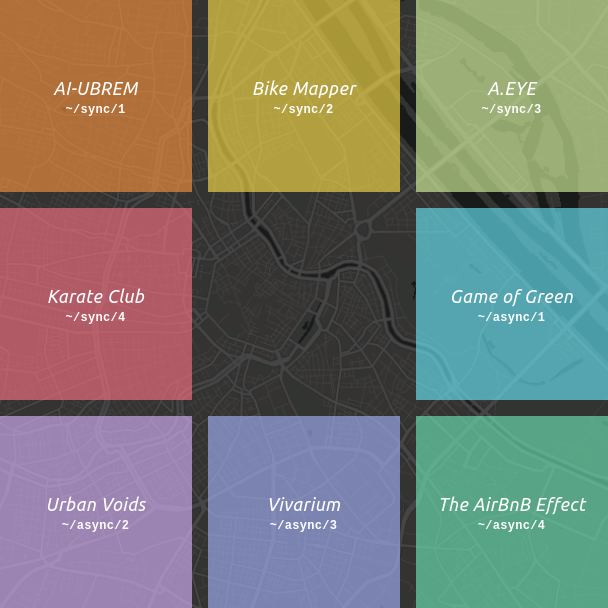 AI-UBREM
~/sync/1
Bike Mapper
~/sync/2
A.EYE
~/sync/3
Karate Club
~/sync/4
Game of Green
~/async/1
Urban Voids
~/async/2
Vivarium
~/async/3
The AirBnB Effect
~/async/4